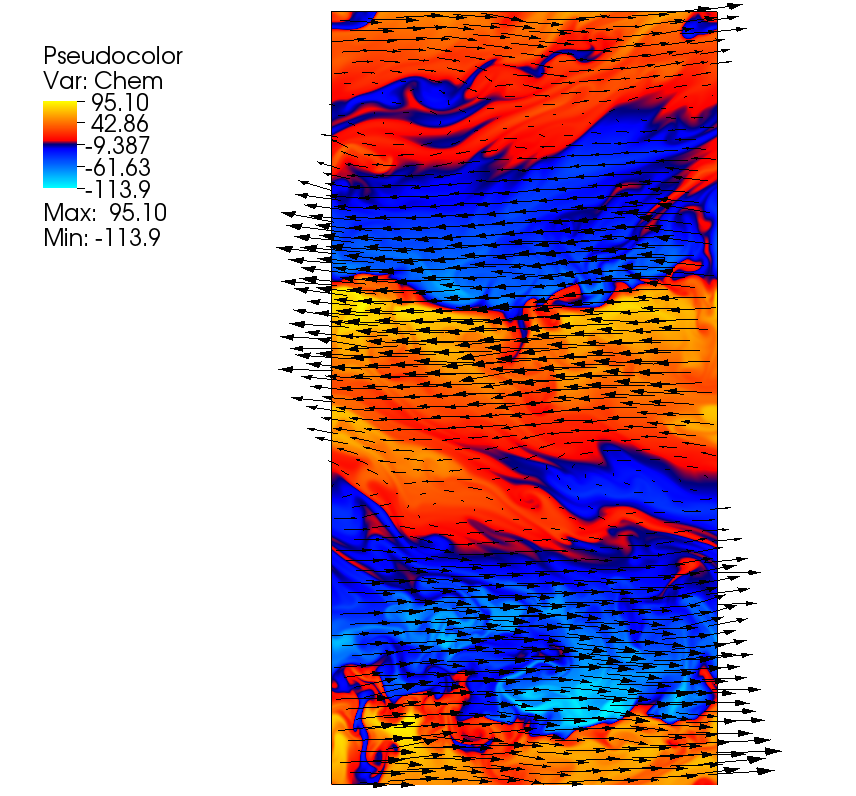 Pseudocolor
Var: Chem
95.10
42.86
-9.387
-61.63
-113.9
Max: 95.10
Min: -113.9